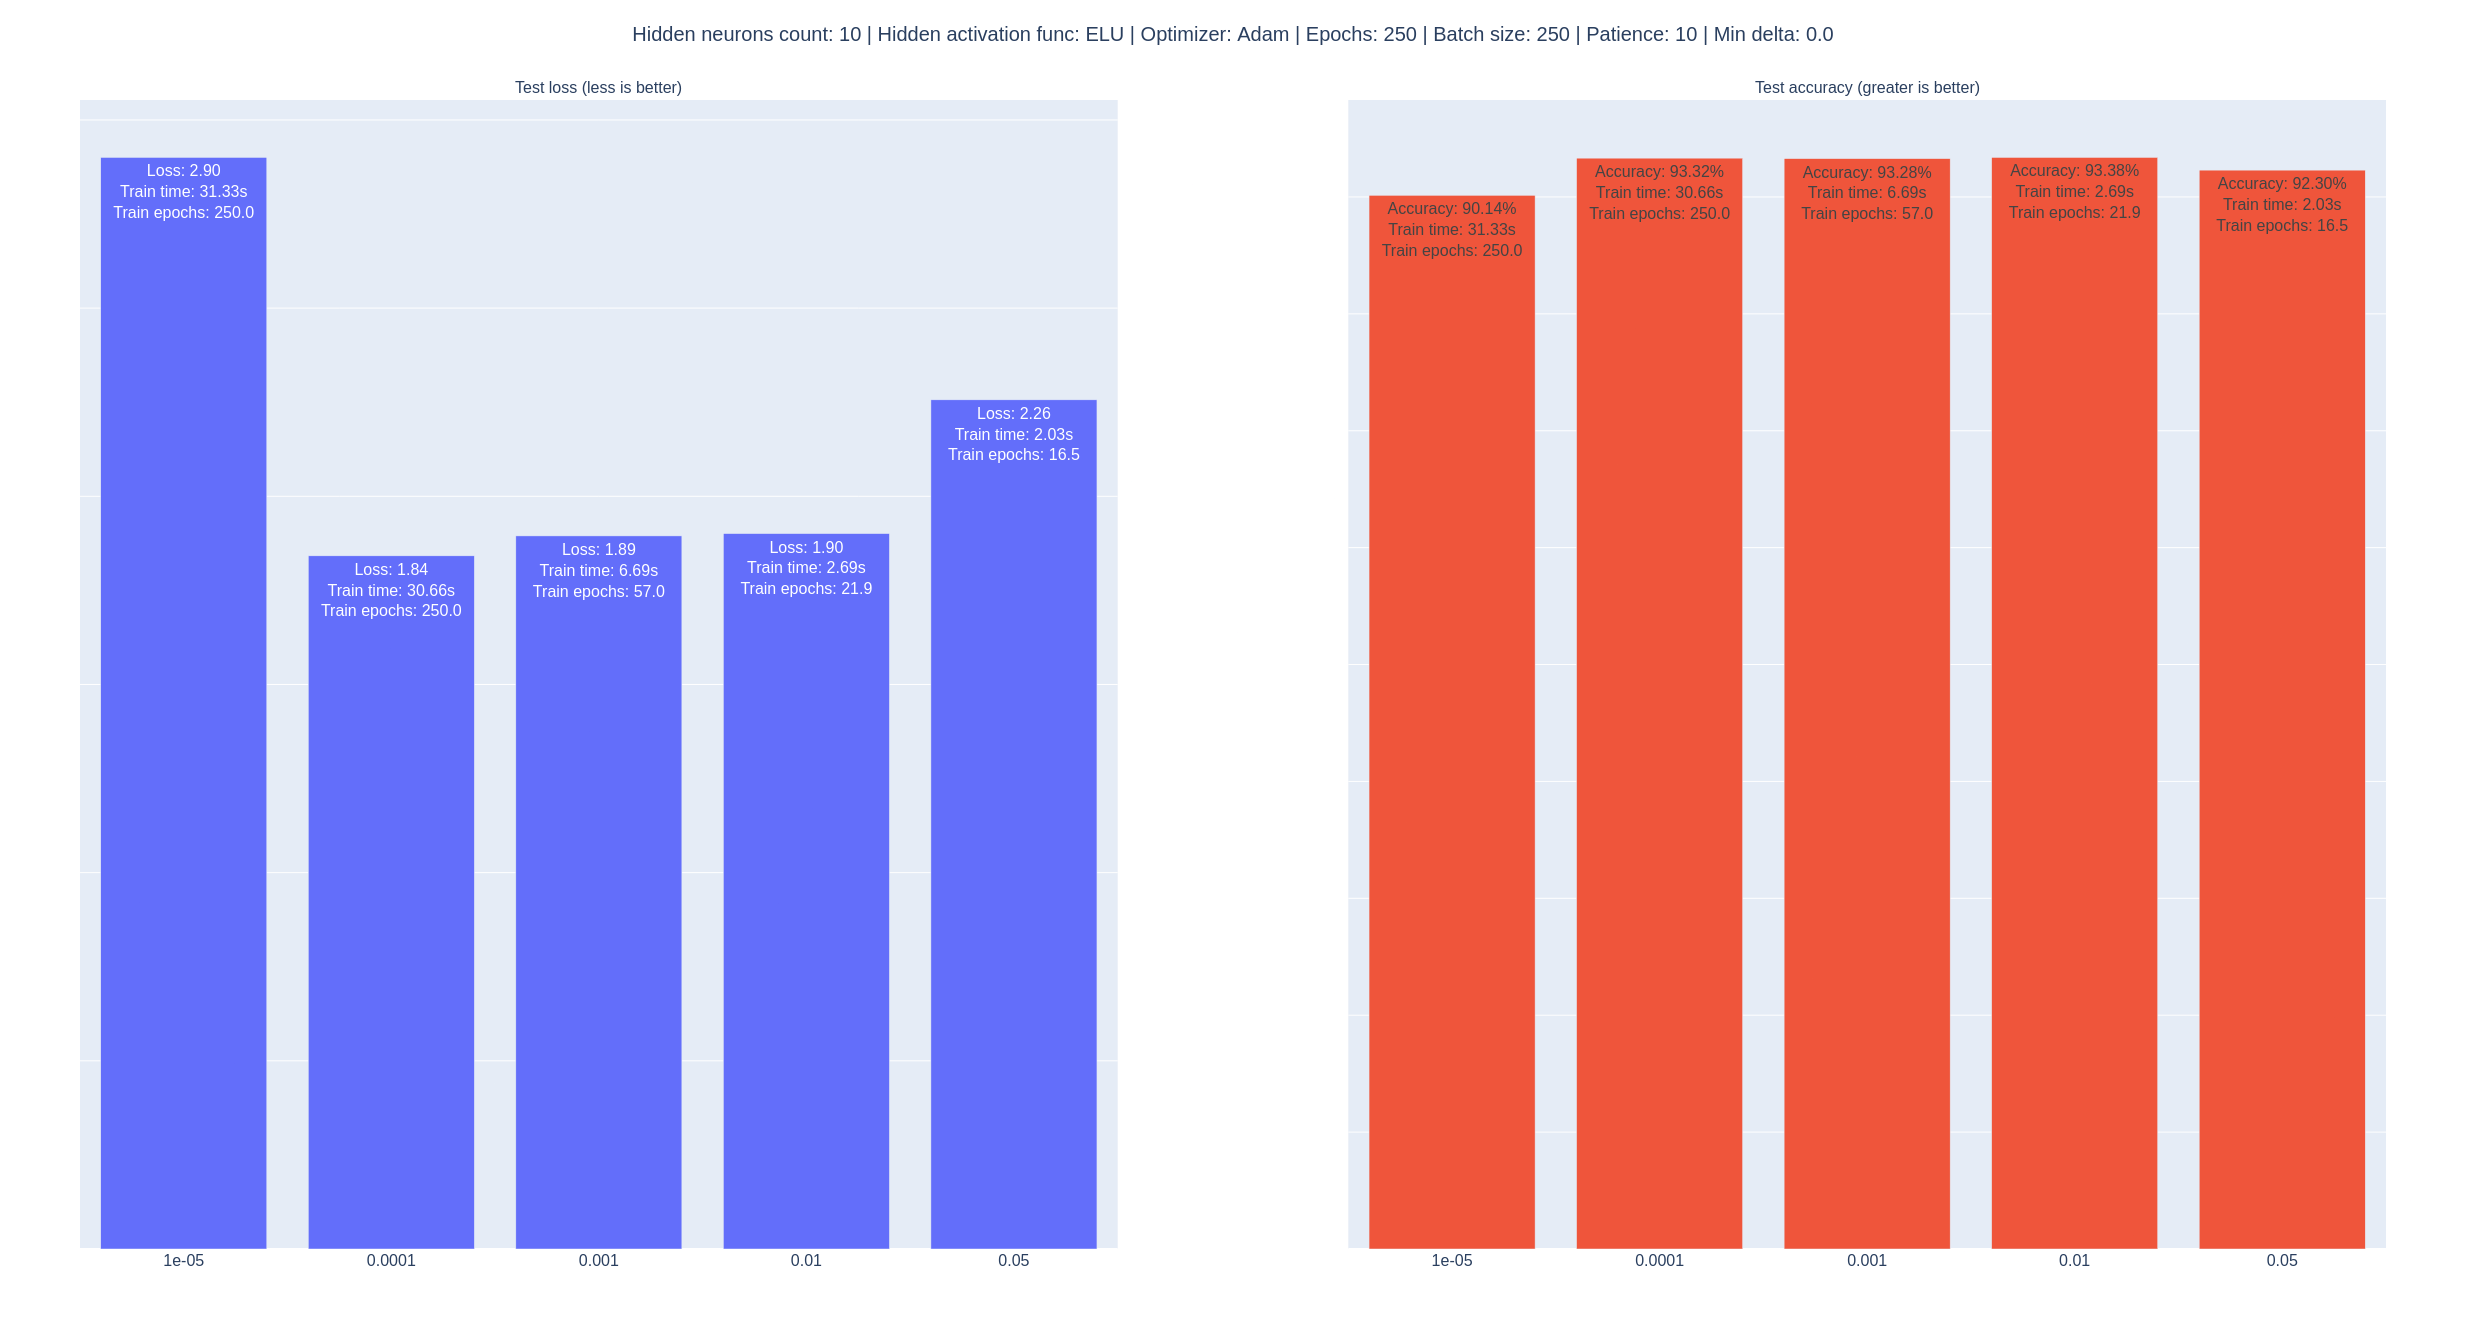 Hidden neurons count: 10 | Hidden activation func: ELU | Optimizer: Adam | Epochs: 250 | Batch size: 250 | Patience: 10 | Min delta: 0.0
Test loss (less is better)
Loss: 2.90
Train time: 31.33s
Train epochs: 250.0
Loss: 1.84
Train time: 30.66s
Train epochs: 250.0
Loss: 1.89
Train time: 6.69s
Train epochs: 57.0
Loss: 1.90
Train time: 2.69s
Train epochs: 21.9
Loss: 2.26
Train time: 2.03s
Train epochs: 16.5
1e-05
0.0001
0.001
0.01
0.05
Test accuracy (greater is better)
Accuracy: 90.14%
Train time: 31.33s
Train epochs: 250.0
Accuracy: 93.32%
Train time: 30.66s
Train epochs: 250.0
Accuracy: 93.28%
Train time: 6.69s
Train epochs: 57.0
Accuracy: 93.38%
Train time: 2.69s
Train epochs: 21.9
Accuracy: 92.30%
Train time: 2.03s
Train epochs: 16.5
1e-05
0.0001
0.001
0.01
0.05